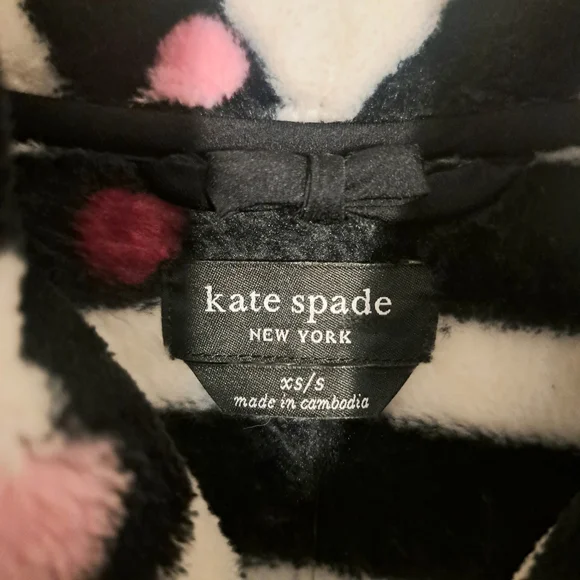 kate spade
NEW YORK
xs/s
made in cambodia